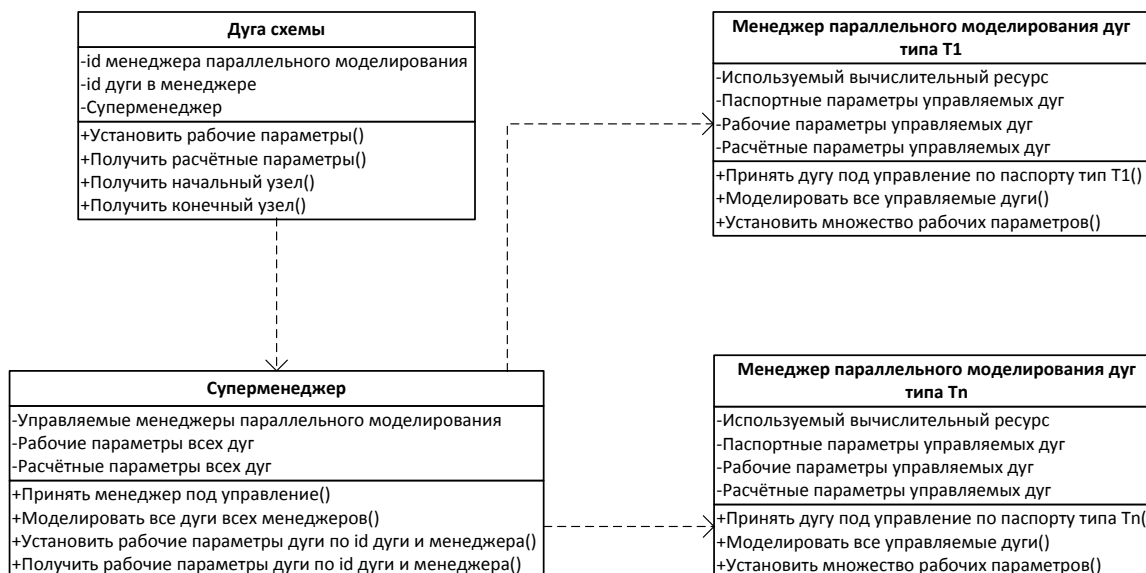 Дуга схемы
-id менеджера параллельного моделирования
-id дуги в менеджере
-Суперменеджер
+Установить рабочие параметры()
+Получить расчётные параметры()
+Получить начальный узел()
+Получить конечный узел()
Менеджер параллельного моделирования дуг
типа T1
-Используемый вычислительный ресурс
-Паспортные параметры управляемых дуг
-Рабочие параметры управляемых дуг
-Расчётные параметры управляемых дуг
+Принять дугу под управление по паспорту тип T1()
+Моделировать все управляемые дуги()
+Установить множество рабочих параметров()
Суперменеджер
-Управляемые менеджеры параллельного моделирования
-Рабочие параметры всех дуг
-Расчётные параметры всех дуг
+Принять менеджер под управление()
+Моделировать все дуги всех менеджеров()
+Установить рабочие параметры дуги по id дуги и менеджера()
+Получить рабочие параметры дуги по id дуги и менеджера()
Менеджер параллельного моделирования дуг
типа Tn
-Используемый вычислительный ресурс
-Паспортные параметры управляемых дуг
-Рабочие параметры управляемых дуг
-Расчётные параметры управляемых дуг
+Принять дугу под управление по паспорту типа Tn(
+Моделировать все управляемые дуги()
+Установить множество рабочих параметров()